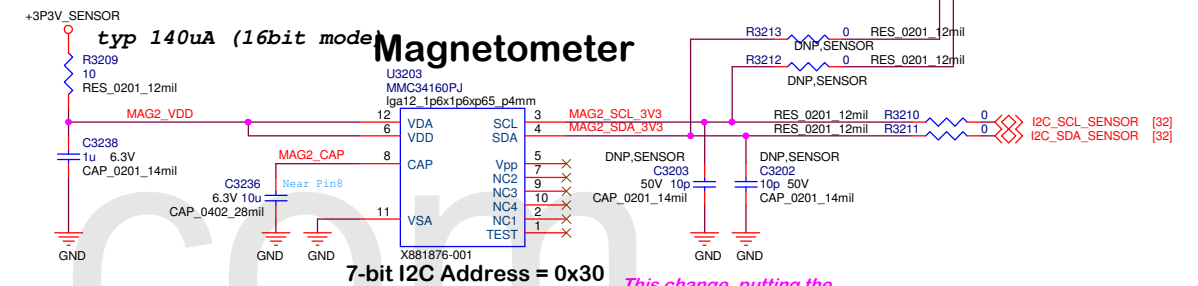 +3P3V_SENSOR
typ 140uA (16bit mode)
Magnetometer
R3209
10
RES_0201_12mil
U3203
MMC34160PJ
lga12_1p6x1p6xp65_p4mm
R3213 0 RES_0201_12mil
DNP,SENSOR
R3212 0 RES_0201_12mil
DNP,SENSOR
MAG2_VDD
12 VDA
6 VDD
8 CAP
11 VSA
SCL 3
SDA 4
Vpp 5
NC2 7
NC3 9
NC4 10
NC1 2
TEST 1
MAG2_SCL_3V3
MAG2_SDA_3V3
RES_0201_12mil R3210 0
RES_0201_12mil R3211 0
I2C_SCL_SENSOR [32]
I2C_SDA_SENSOR [32]
C3238
1u 6.3V
CAP_0201_14mil
MAG2_CAP
C3236 Near Pin8
6.3V 10u
CAP_0402_28mil
DNP,SENSOR
C3203
50V 10p
CAP_0201_14mil
DNP,SENSOR
C3202
10p 50V
CAP_0201_14mil
GND
GND
GND
GND
GND
X881876-001
7-bit I2C Address = 0x30
This change, putting the
com